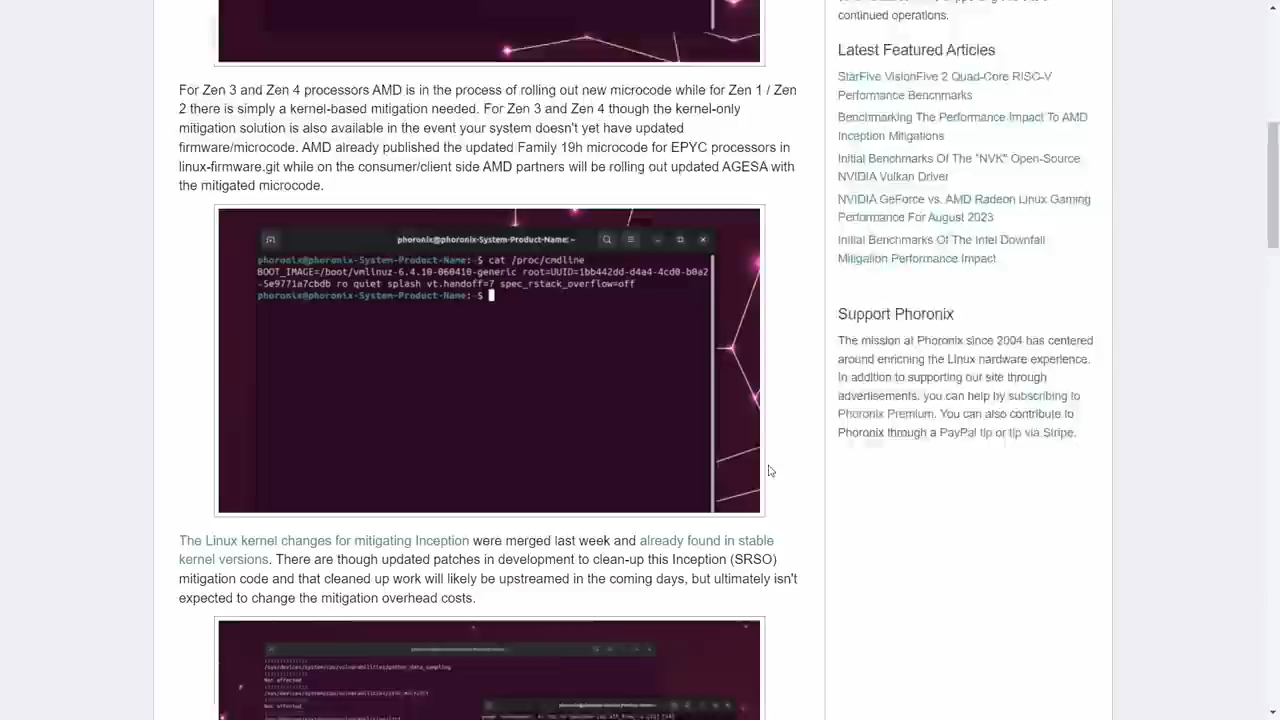 For Zen 3 and Zen 4 processors AMD is in the process of rolling out new microcode while for Zen 1 / Zen
2 there is simply a kernel-based mitigation needed. For Zen 3 and Zen 4 though the kernel-only
mitigation solution is also available in the event your system doesn't yet have updated
firmware/microcode. AMD already published the updated Family 19h microcode for EPYC processors in
linux-firmware.git while on the consumer/client side AMD partners will be rolling out updated AGESA with
the mitigated microcode.
phoronix@phoronix-System-Product-Name: ~
phoronix@phoronix-System-Product-Name:~$ cat /proc/cmdline
BOOT_IMAGE=/boot/vmlinuz-6.4.10-060410-generic root=UUID=1bb442dd-d4a4-4cd0-b0a2
-5e9771a7cbdb ro quiet splash vt.handoff=7 spec_rstack_overflow=off
phoronix@phoronix-System-Product-Name:~$
The Linux kernel changes for mitigating Inception were merged last week and already found in stable
kernel versions. There are though updated patches in development to clean-up this Inception (SRSO)
mitigation code and that cleaned up work will likely be upstreamed in the coming days, but ultimately isn't
expected to change the mitigation overhead costs.
/sys/devices/system/cpu/vulnerabilities/gather_data_sampling
Not affected
Not affected
continued operations.
Latest Featured Articles
StarFive VisionFive 2 Quad-Core RISC-V
Performance Benchmarks
Benchmarking The Performance Impact To AMD
Inception Mitigations
Initial Benchmarks Of The "NVK" Open-Source
NVIDIA Vulkan Driver
NVIDIA GeForce vs. AMD Radeon Linux Gaming
Performance For August 2023
Initial Benchmarks Of The Intel Downfall
Mitigation Performance Impact
Support Phoronix
The mission at Phoronix since 2004 has centered
around enriching the Linux hardware experience.
In addition to supporting our site through
advertisements, you can help by subscribing to
Phoronix Premium. You can also contribute to
Phoronix through a PayPal tip or tip via Stripe.